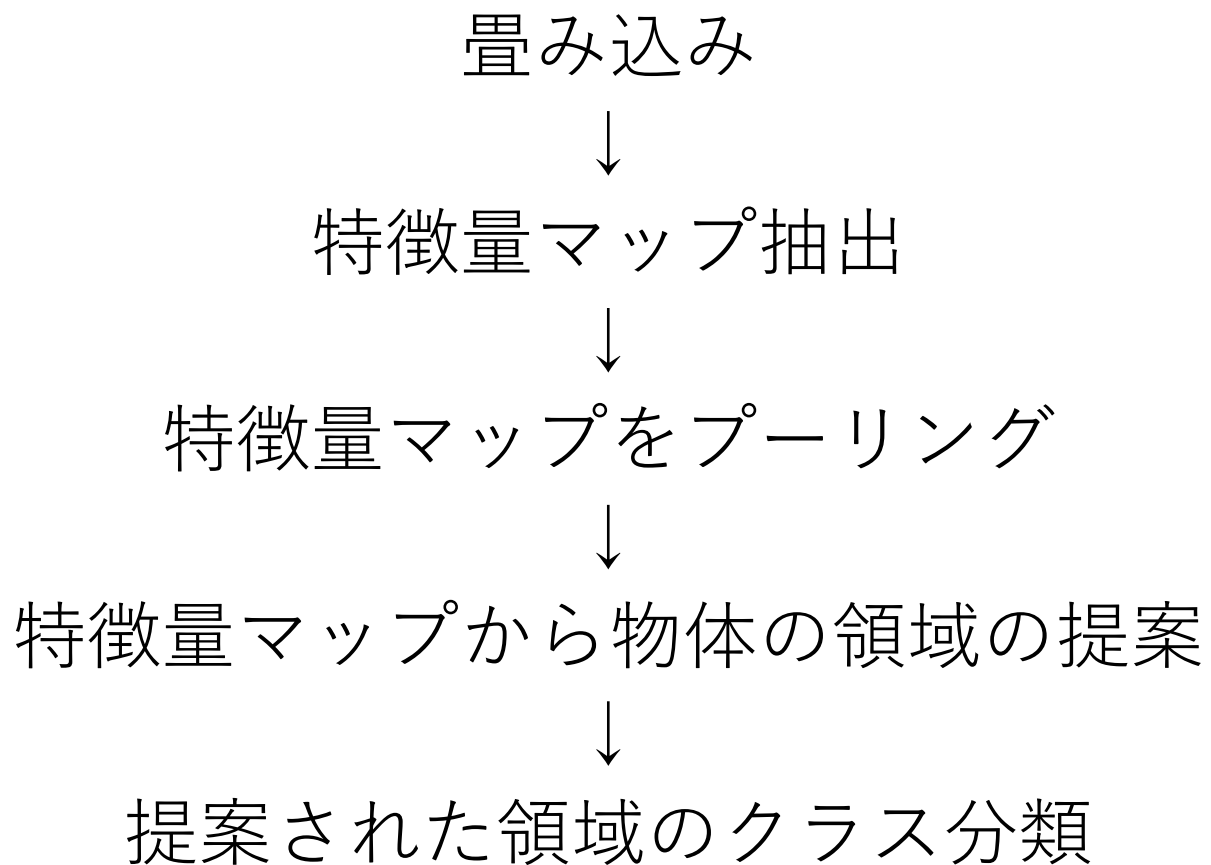 畳み込み
↓
特徴量マップ抽出
↓
特徴量マップをプーリング
↓
特徴量マップから物体の領域の提案
↓
提案された領域のクラス分類